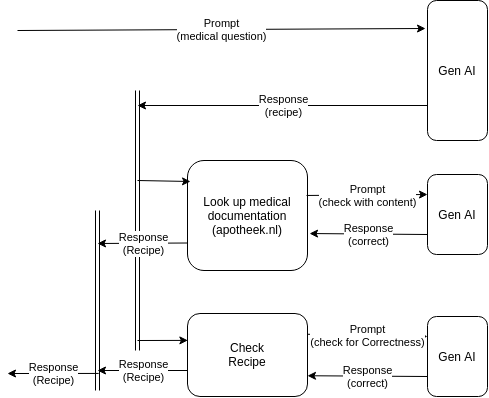 Prompt
(medical question)
Gen AI
Response
(recipe)
Look up medical
documentation
(apotheek.nl)
Prompt
(check with content)
Gen AI
Response
(correct)
Response
(Recipe)
Check
Recipe
Prompt
(check for Correctness)
Gen AI
Response
(correct)
Response
(Recipe)
Response
(Recipe)